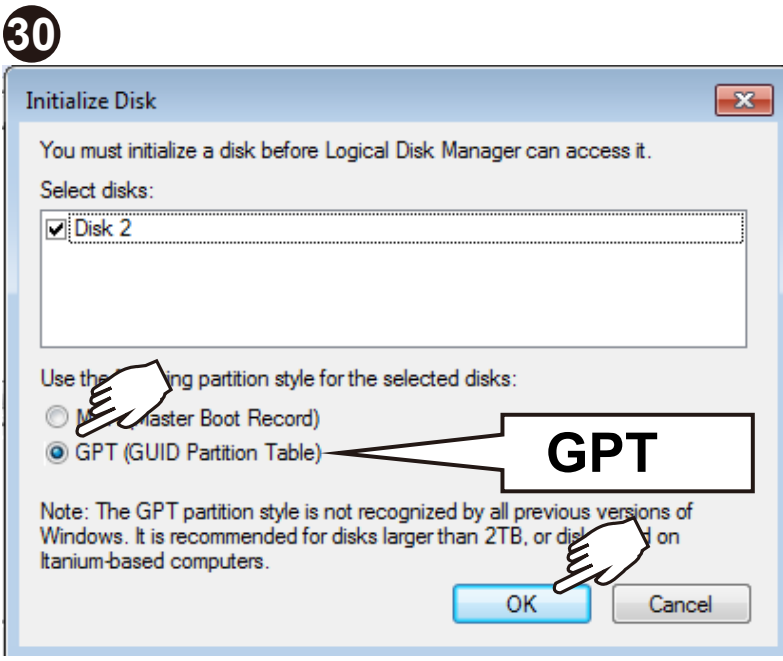 30
Initialize Disk
You must initialize a disk before Logical Disk Manager can access it.
Select disks:
Disk 2
Use the ing partition style for the selected disks:
(Master Boot Record)
GPT (GUID Partition Table)
GPT
Note: The GPT partition style is not recognized by all previous versions of
Windows. It is recommended for disks larger than 2TB, or on
Itanium-based computers.
OK
Cancel